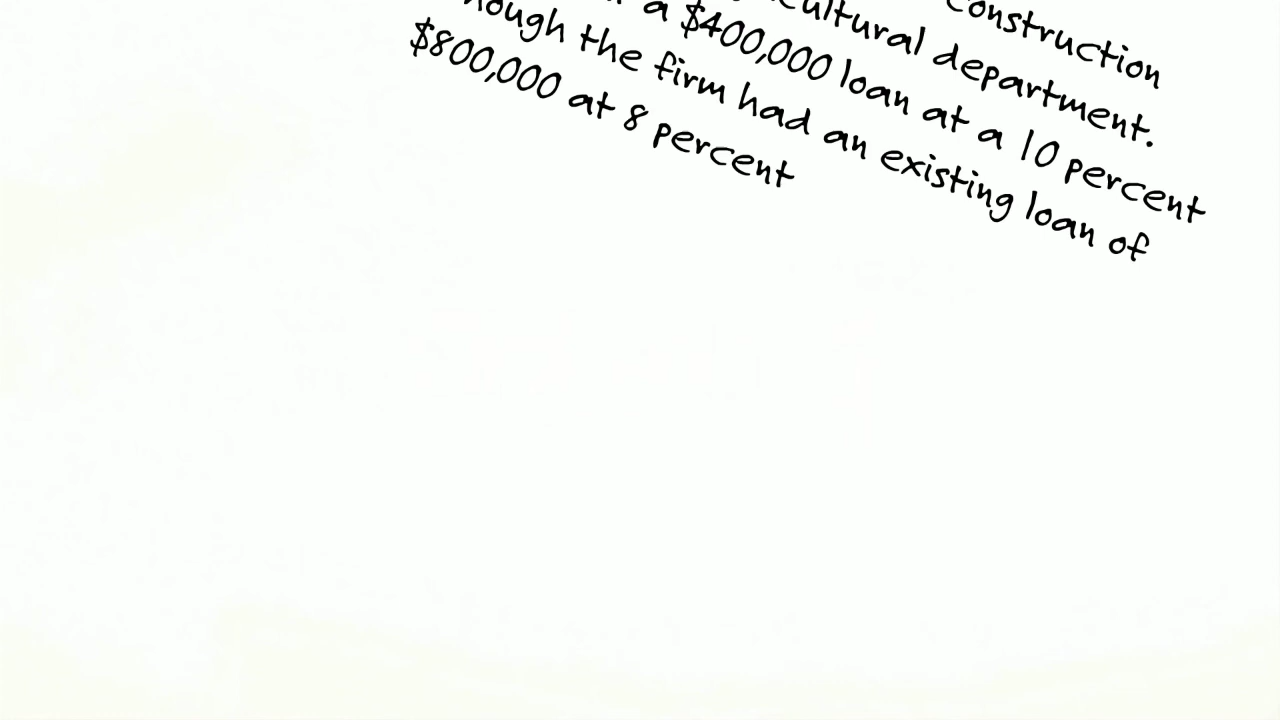 construction
cultural department.
a $400,000 loan at a 10 percent
though the firm had an existing loan of
$800,000 at 8 percent